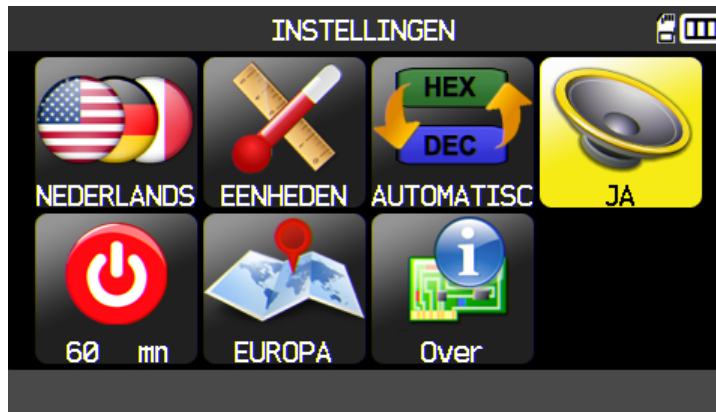 INSTELLINGEN
HEX
DEC
NEDERLANDS EENHEDEN AUTOMATISC JA
i
60 mn EUROPA Over